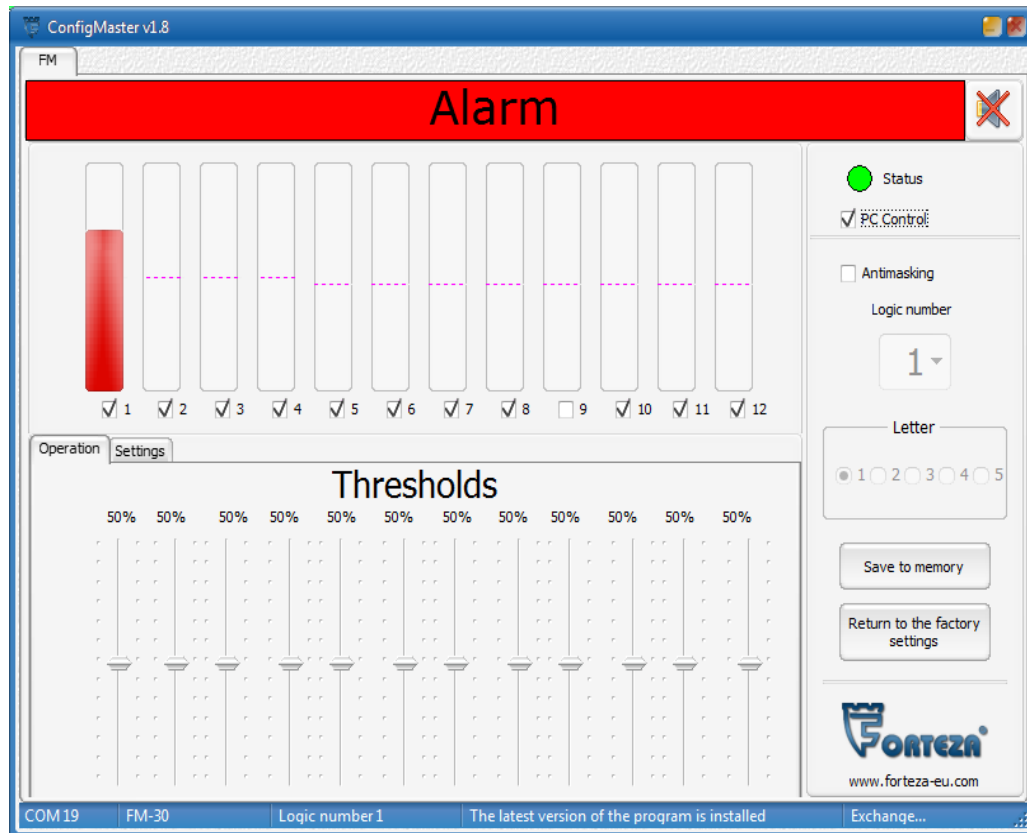 ConfigMaster v1.8
FM
Alarm
Status
PC Control
Antimasking
Logic number
1
1 2 3 4 5 6 7 8 9 10 11 12
Letter
1 2 3 4 5
Operation Settings
Thresholds
50% 50% 50% 50% 50% 50% 50% 50% 50% 50% 50% 50%
Save to memory
Return to the factory
settings
FORTEZA
www.forteza-eu.com
COM 19 FM-30 Logic number 1 The latest version of the program is installed Exchange...